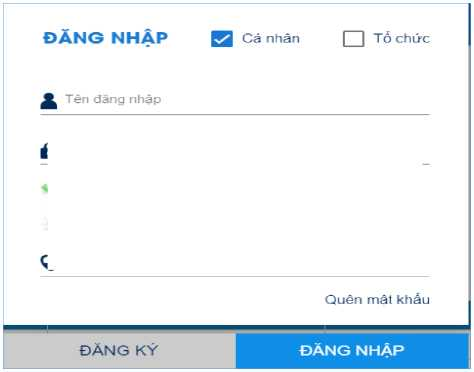 ĐĂNG NHẬP Cá nhân Tổ chức
Tên đăng nhập
Quên mật khẩu
ĐĂNG KÝ ĐĂNG NHẬP